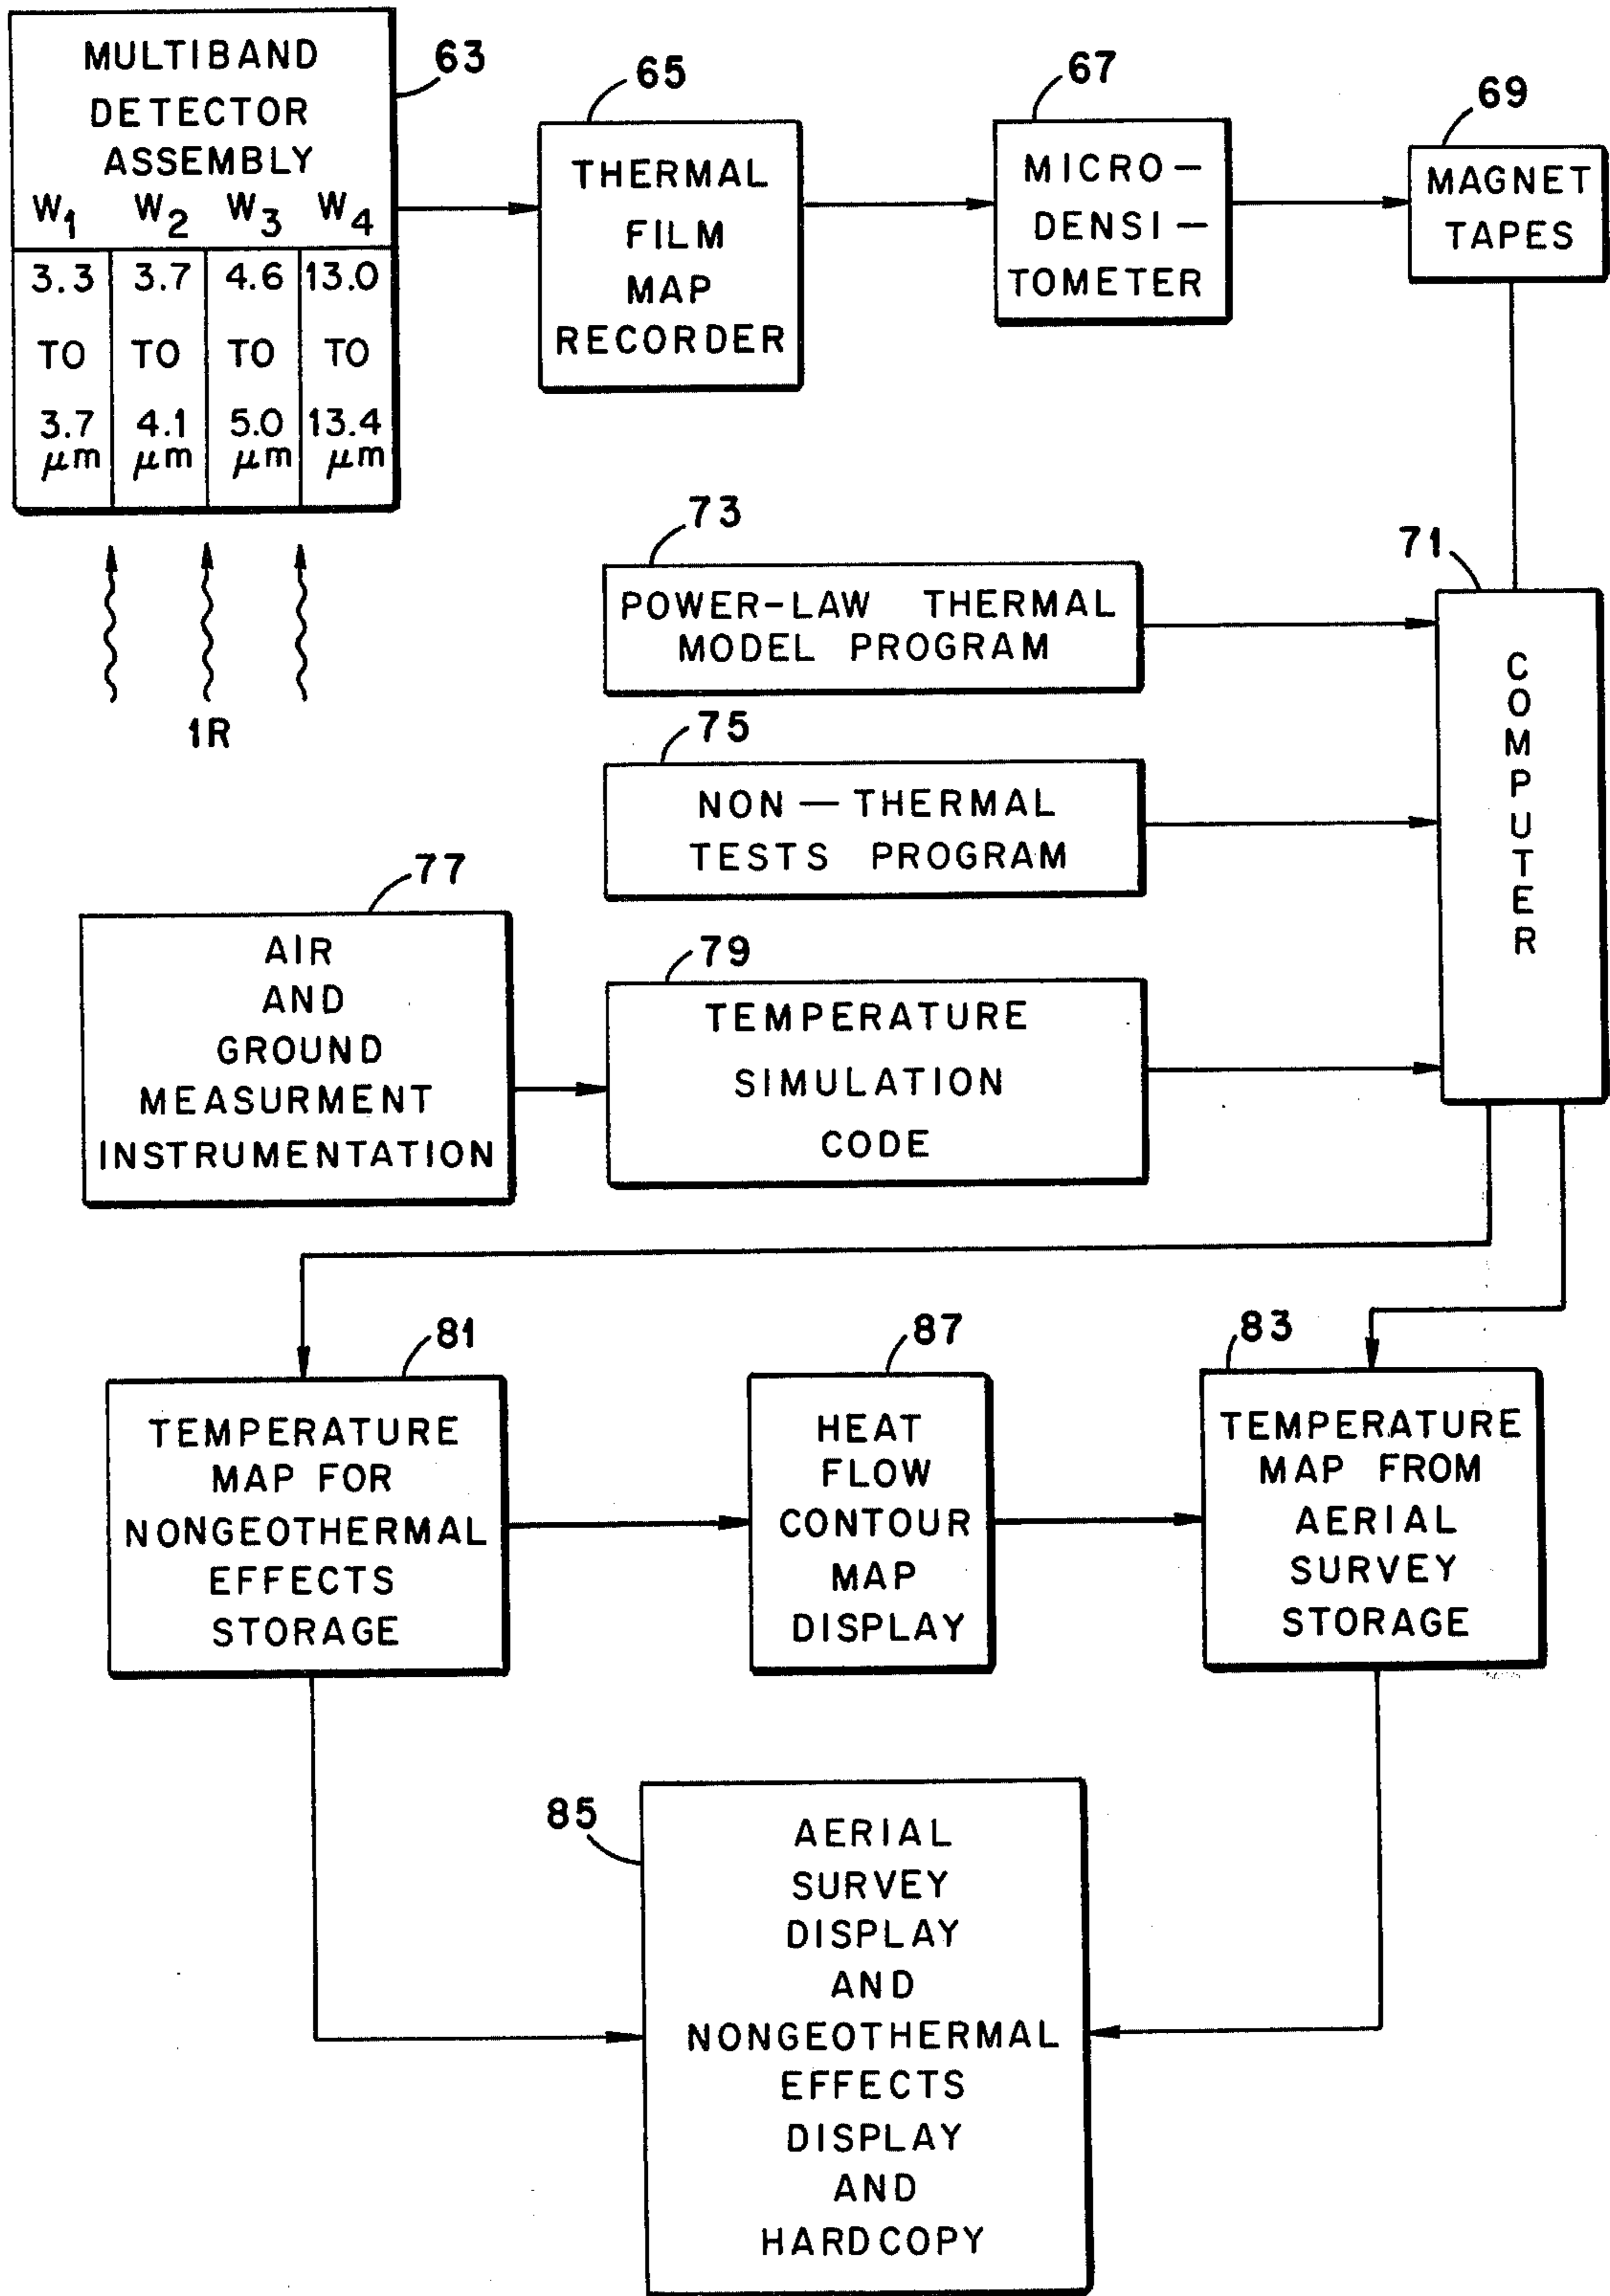 MULTIBAND
DETECTOR
ASSEMBLY
W1 W2 W3 W4
3.3 3.7 4.6 13.0
TO TO TO TO
3.7 4.1 5.0 13.4
μm μm μm μm
63
1R
65
THERMAL
FILM
MAP
RECORDER
67
MICRO-
DENSI-
TOMETER
69
MAGNET
TAPES
73
POWER-LAW THERMAL
MODEL PROGRAM
71
COMPUTER
75
NON-THERMAL
TESTS PROGRAM
77
AIR
AND
GROUND
MEASURMENT
INSTRUMENTATION
79
TEMPERATURE
SIMULATION
CODE
81
TEMPERATURE
MAP FOR
NONGEOTHERMAL
EFFECTS
STORAGE
87
HEAT
FLOW
CONTOUR
MAP
DISPLAY
83
TEMPERATURE
MAP FROM
AERIAL
SURVEY
STORAGE
85
AERIAL
SURVEY
DISPLAY
AND
NONGEOTHERMAL
EFFECTS
DISPLAY
AND
HARDCOPY